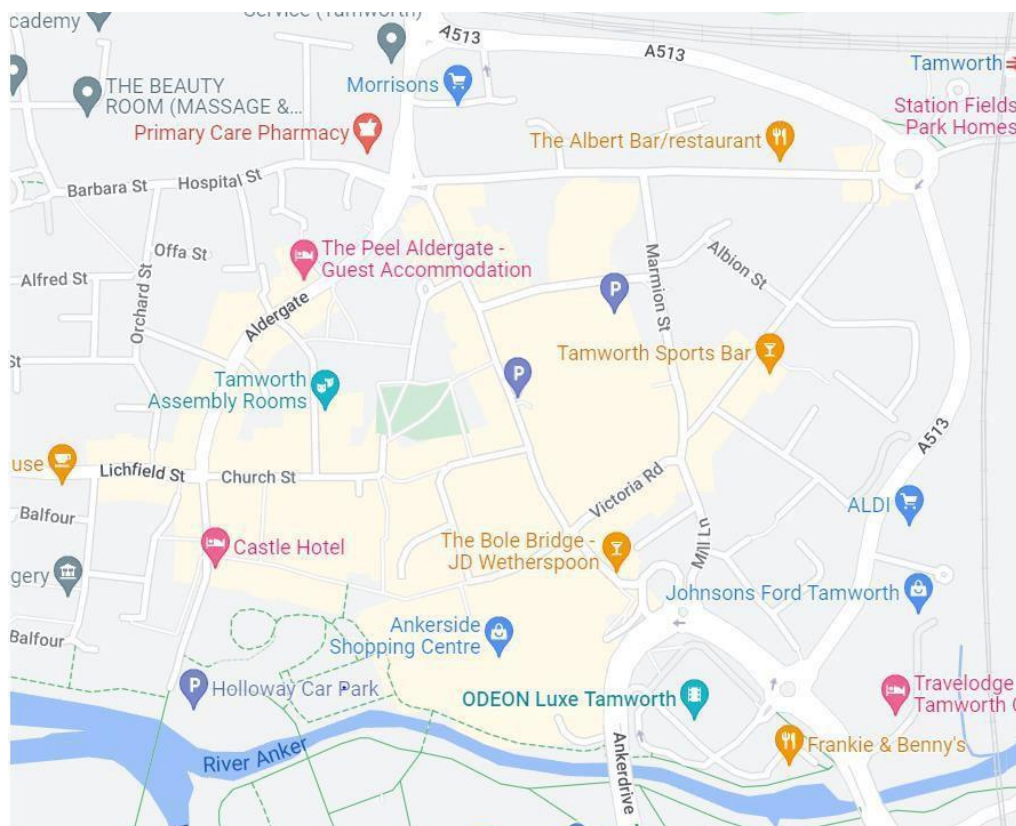 cademy
Service (Tamworth)
A513
A513
Tamworth
Morrisons
THE BEAUTY
ROOM (MASSAGE &...
Station Fields
Park Homes
Primary Care Pharmacy
The Albert Bar/restaurant
Barbara St
Hospital St
Offa St
The Peel Aldergate -
Guest Accommodation
Marmion St
Albion St
Alfred St
Orchard St
Aldergate
P
Tamworth Sports Bar
St
P
Tamworth
Assembly Rooms
A513
use
Lichfield St
Church St
Victoria Rd
ALDI
Balfour
Castle Hotel
The Bole Bridge -
JD Wetherspoon
Mill Ln
gery
Johnsons Ford Tamworth
Balfour
Ankerside
Shopping Centre
P
Holloway Car Park
ODEON Luxe Tamworth
Travelodge
Tamworth C
River Anker
Ankerdrive
Frankie & Benny's